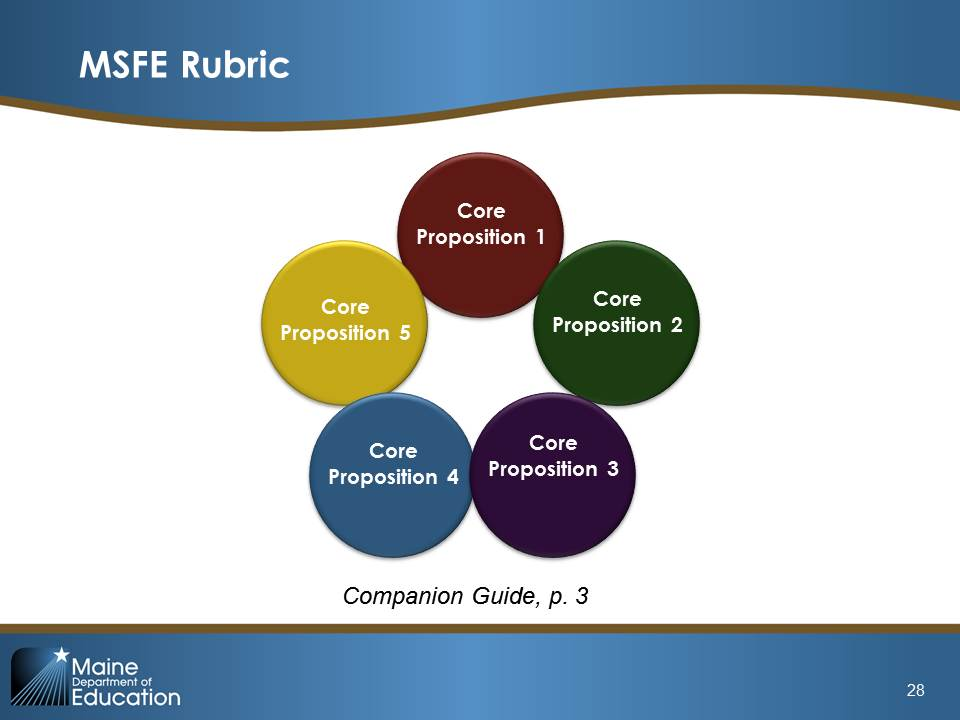 MSFE Rubric
Core
Proposition 1
Core
Proposition 2
Core
Proposition 3
Core
Proposition 4
Core
Proposition 5
Companion Guide, p. 3
Maine
Department of
Education
28